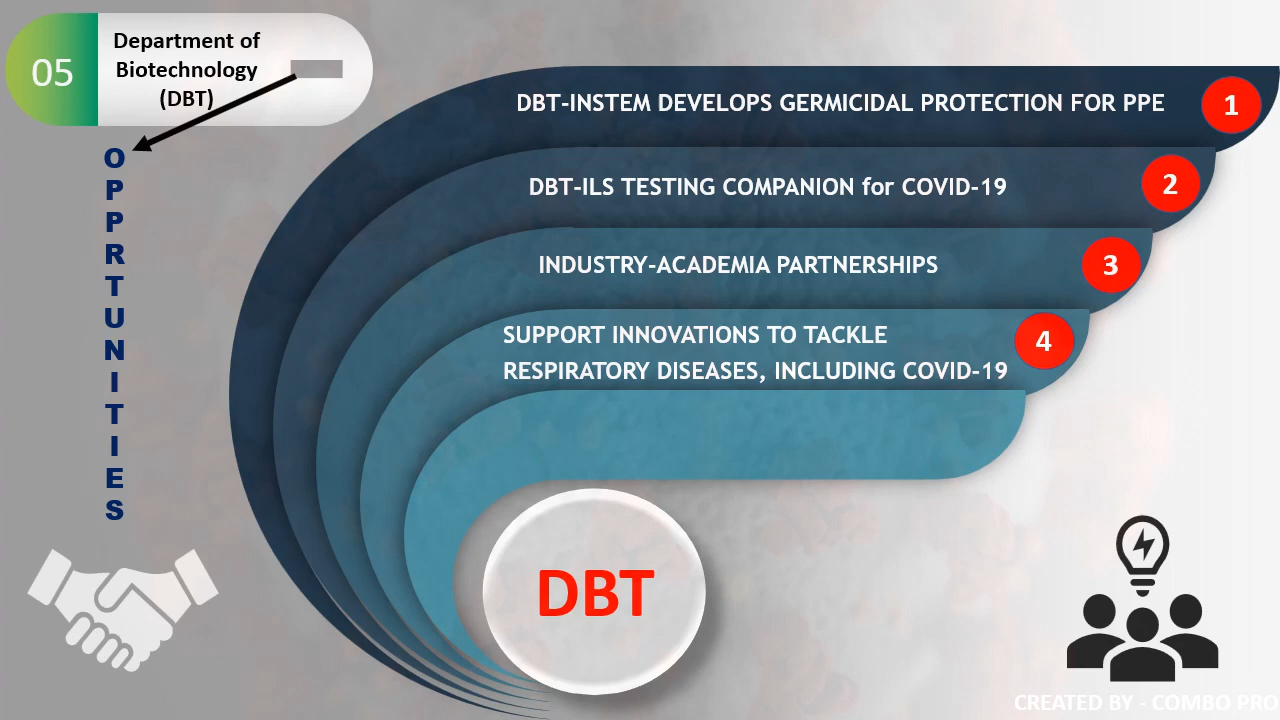 05
Department of
Biotechnology
(DBT)
O
P
P
R
T
U
N
I
T
I
E
S
DBT-INSTEM DEVELOPS GERMICIDAL PROTECTION FOR PPE
1
DBT-ILS TESTING COMPANION for COVID-19
2
INDUSTRY-ACADEMIA PARTNERSHIPS
3
SUPPORT INNOVATIONS TO TACKLE
RESPIRATORY DISEASES, INCLUDING COVID-19
4
DBT
CREATED BY - COMBO PRO